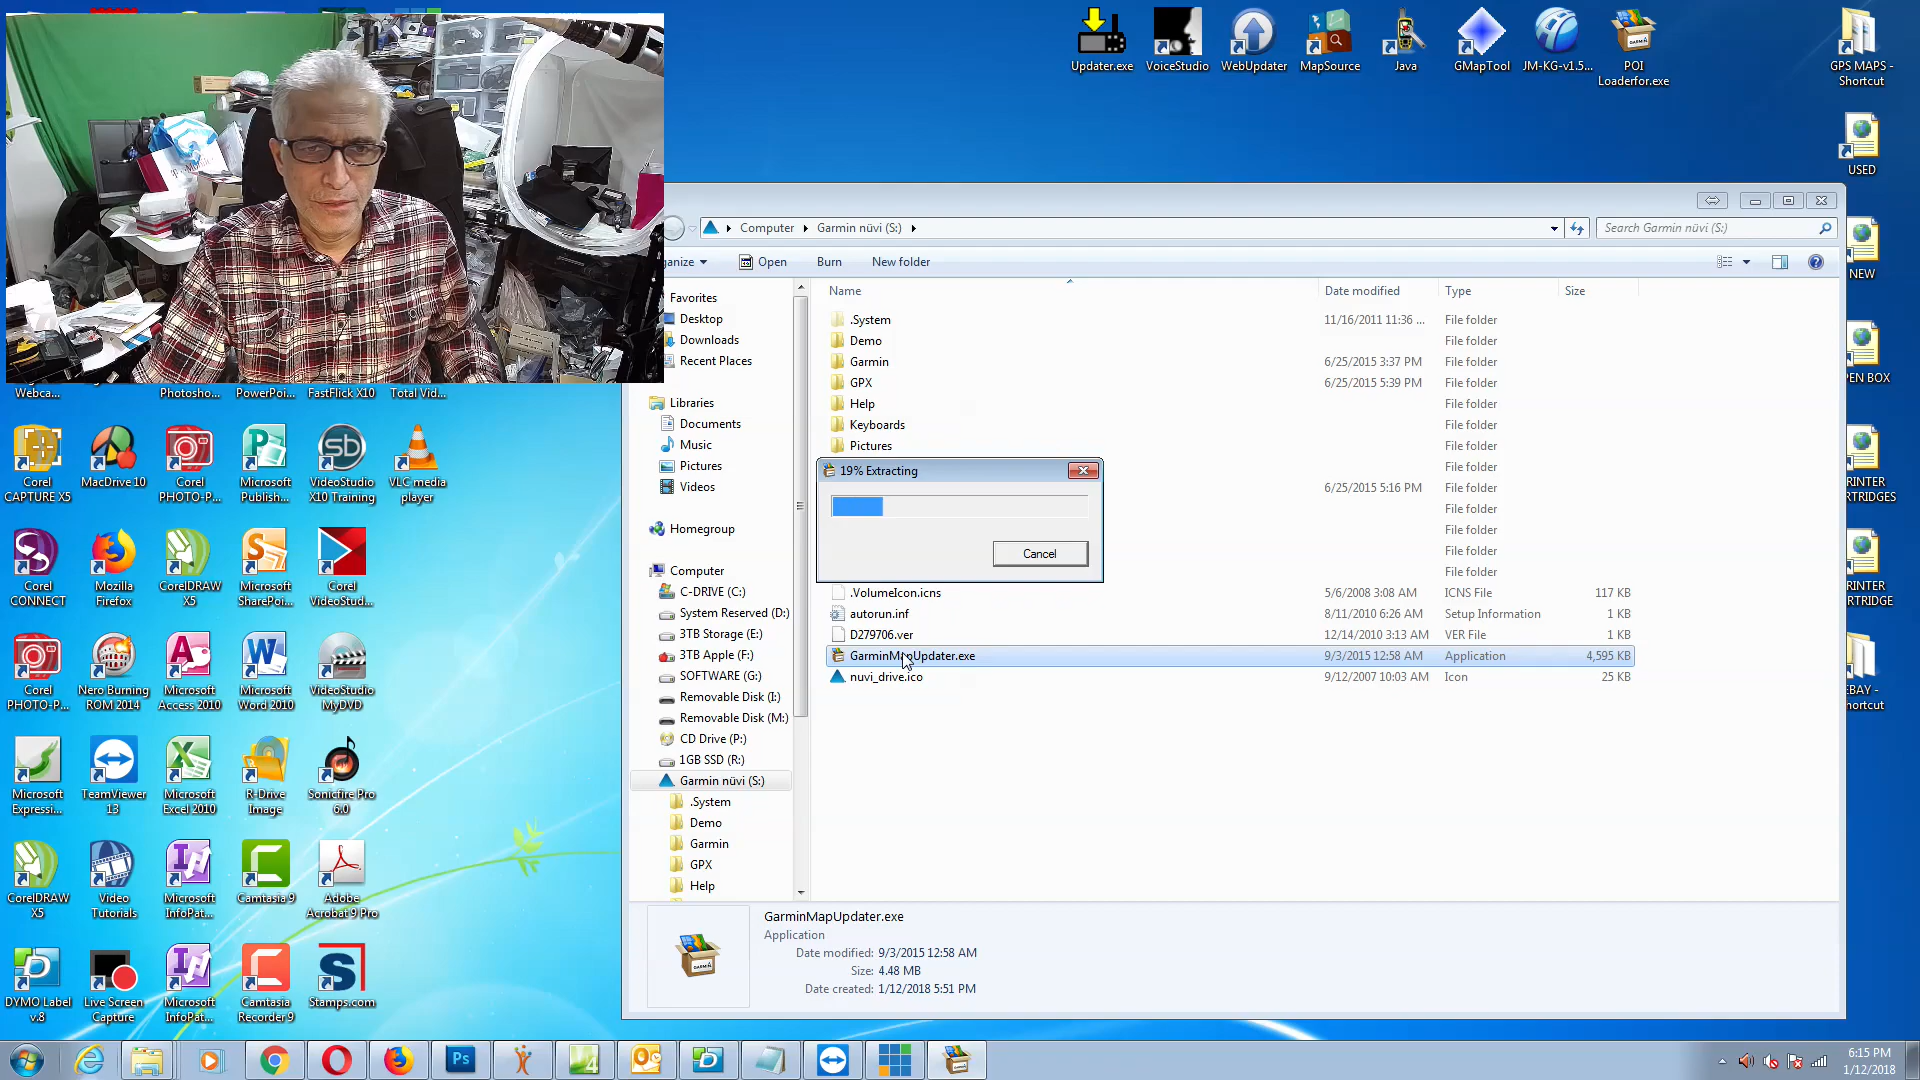 Updater.exe
VoiceStudio
WebUpdater
MapSource
Java
GMapTool
JM-KG-v1.5...
POI
Loaderfor.exe
GPS MAPS -
Shortcut
USED
NEW
PEN BOX
RINTER
RTRIDGES
RINTER
RTRIDGE
EBAY -
hortcut
Computer
Garmin nüvi (S:)
Search Garmin nüvi (S:)
ganize
Open
Burn
New folder
Favorites
Desktop
Downloads
Recent Places
Libraries
Documents
Music
Pictures
Videos
Homegroup
Computer
C-DRIVE (C:)
System Reserved (D:)
3TB Storage (E:)
3TB Apple (F:)
SOFTWARE (G:)
Removable Disk (I:)
Removable Disk (M:)
CD Drive (P:)
1GB SSD (R:)
Garmin nüvi (S:)
.System
Demo
Garmin
GPX
Help
Name Date modified Type Size
.System 11/16/2011 11:36 ... File folder
Demo File folder
Garmin 6/25/2015 3:37 PM File folder
GPX 6/25/2015 5:39 PM File folder
Help File folder
Keyboards File folder
Pictures File folder
File folder
6/25/2015 5:16 PM File folder
File folder
File folder
File folder
File folder
.VolumeIcon.icns 5/6/2008 3:08 AM ICNS File 117 KB
autorun.inf 8/11/2010 6:26 AM Setup Information 1 KB
D279706.ver 12/14/2010 3:13 AM VER File 1 KB
GarminMapUpdater.exe 9/3/2015 12:58 AM Application 4,595 KB
nuvi_drive.ico 9/12/2007 10:03 AM Icon 25 KB
19% Extracting
Cancel
GarminMapUpdater.exe
Application
Date modified: 9/3/2015 12:58 AM
Size: 4.48 MB
Date created: 1/12/2018 5:51 PM
GARMIN
Webca...
Photosho...
PowerPoi...
FastFlick X10
Total Vid...
Corel
CAPTURE X5
MacDrive 10
Corel
PHOTO-P...
Microsoft
Publish...
VideoStudio
X10 Training
VLC media
player
Corel
CONNECT
Mozilla
Firefox
CorelDRAW
X5
Microsoft
SharePoi...
Corel
VideoStud...
Corel
PHOTO-P...
Nero Burning
ROM 2014
Microsoft
Access 2010
Microsoft
Word 2010
VideoStudio
MyDVD
Microsoft
Expressi...
TeamViewer
13
Microsoft
Excel 2010
R-Drive
Image
Sonicfire Pro
6.0
CorelDRAW
X5
Video
Tutorials
Microsoft
InfoPat...
Camtasia 9
Adobe
Acrobat 9 Pro
DYMO Label
v.8
Live Screen
Capture
Microsoft
InfoPat...
Camtasia
Recorder 9
Stamps.com
6:15 PM
1/12/2018